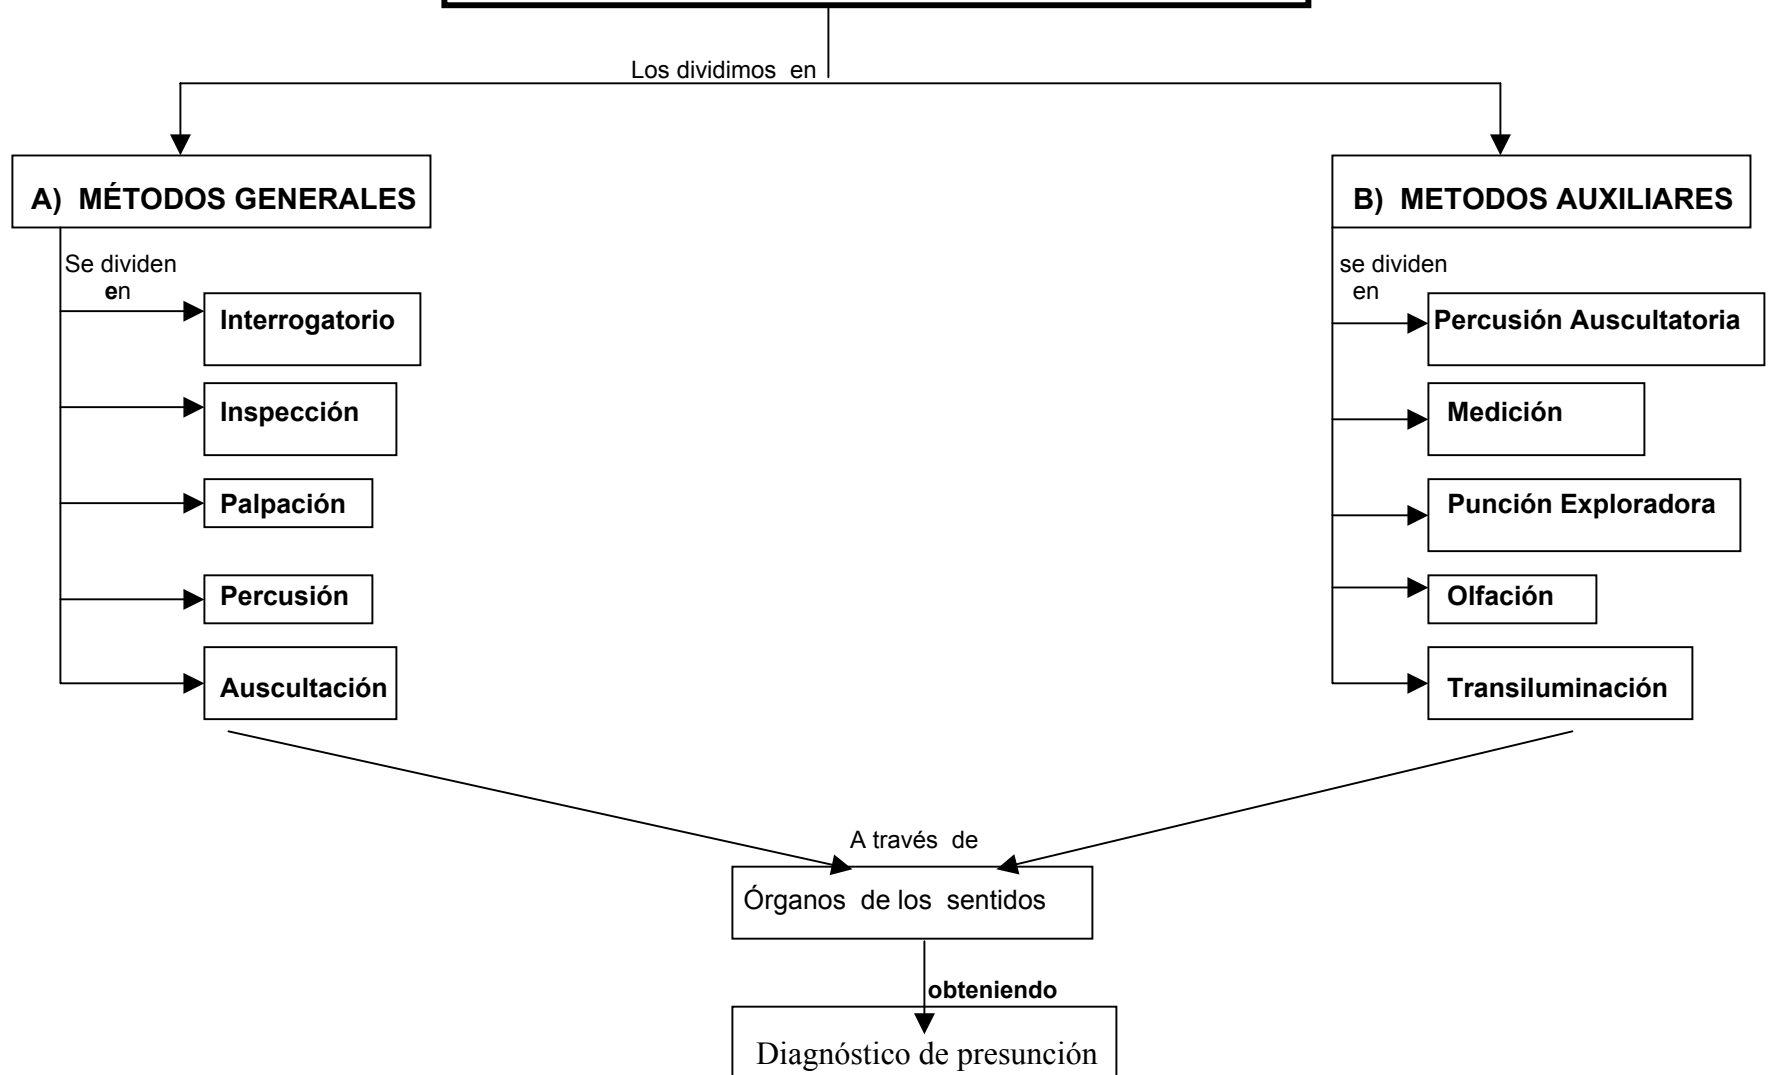 Los dividimos en
A) MÉTODOS GENERALES
Se dividen
en
Interrogatorio
Inspección
Palpación
Percusión
Auscultación
B) METODOS AUXILIARES
se dividen
en
Percusión Auscultatoria
Medición
Punción Exploradora
Olfación
Transiluminación
A través de
Órganos de los sentidos
obteniendo
Diagnóstico de presunción